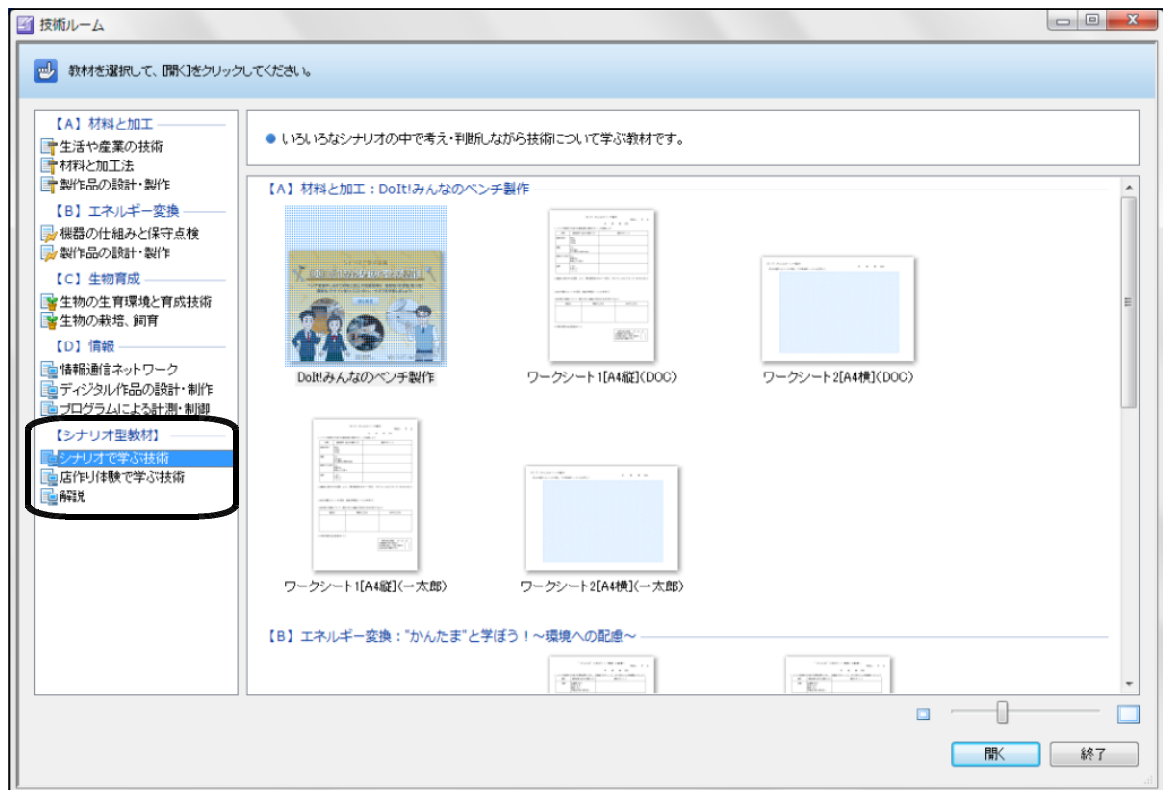 技術ルーム
教材を選択して、[開く]をクリックしてください。
【A】材料と加工
生活や産業の技術
材料と加工法
製作品の設計・製作
【B】エネルギー変換
機器の仕組みと保守点検
製作品の設計・製作
【C】生物育成
生物の生育環境と育成技術
生物の栽培、飼育
【D】情報
情報通信ネットワーク
ディジタル作品の設計・制作
プログラムによる計測・制御
【シナリオ型教材】
シナリオで学ぶ技術
店作り体験で学ぶ技術
解説
いろいろなシナリオの中で考え・判断しながら技術について学ぶ教材です。
【A】材料と加工:DoIt!みんなのベンチ製作
DoIt!みんなのベンチ製作
ワークシート1[A4縦](DOC)
ワークシート2[A4横](DOC)
ワークシート1[A4縦](一太郎)
ワークシート2[A4横](一太郎)
【B】エネルギー変換:"かんたま"と学ぼう!~環境への配慮~
開く
終了